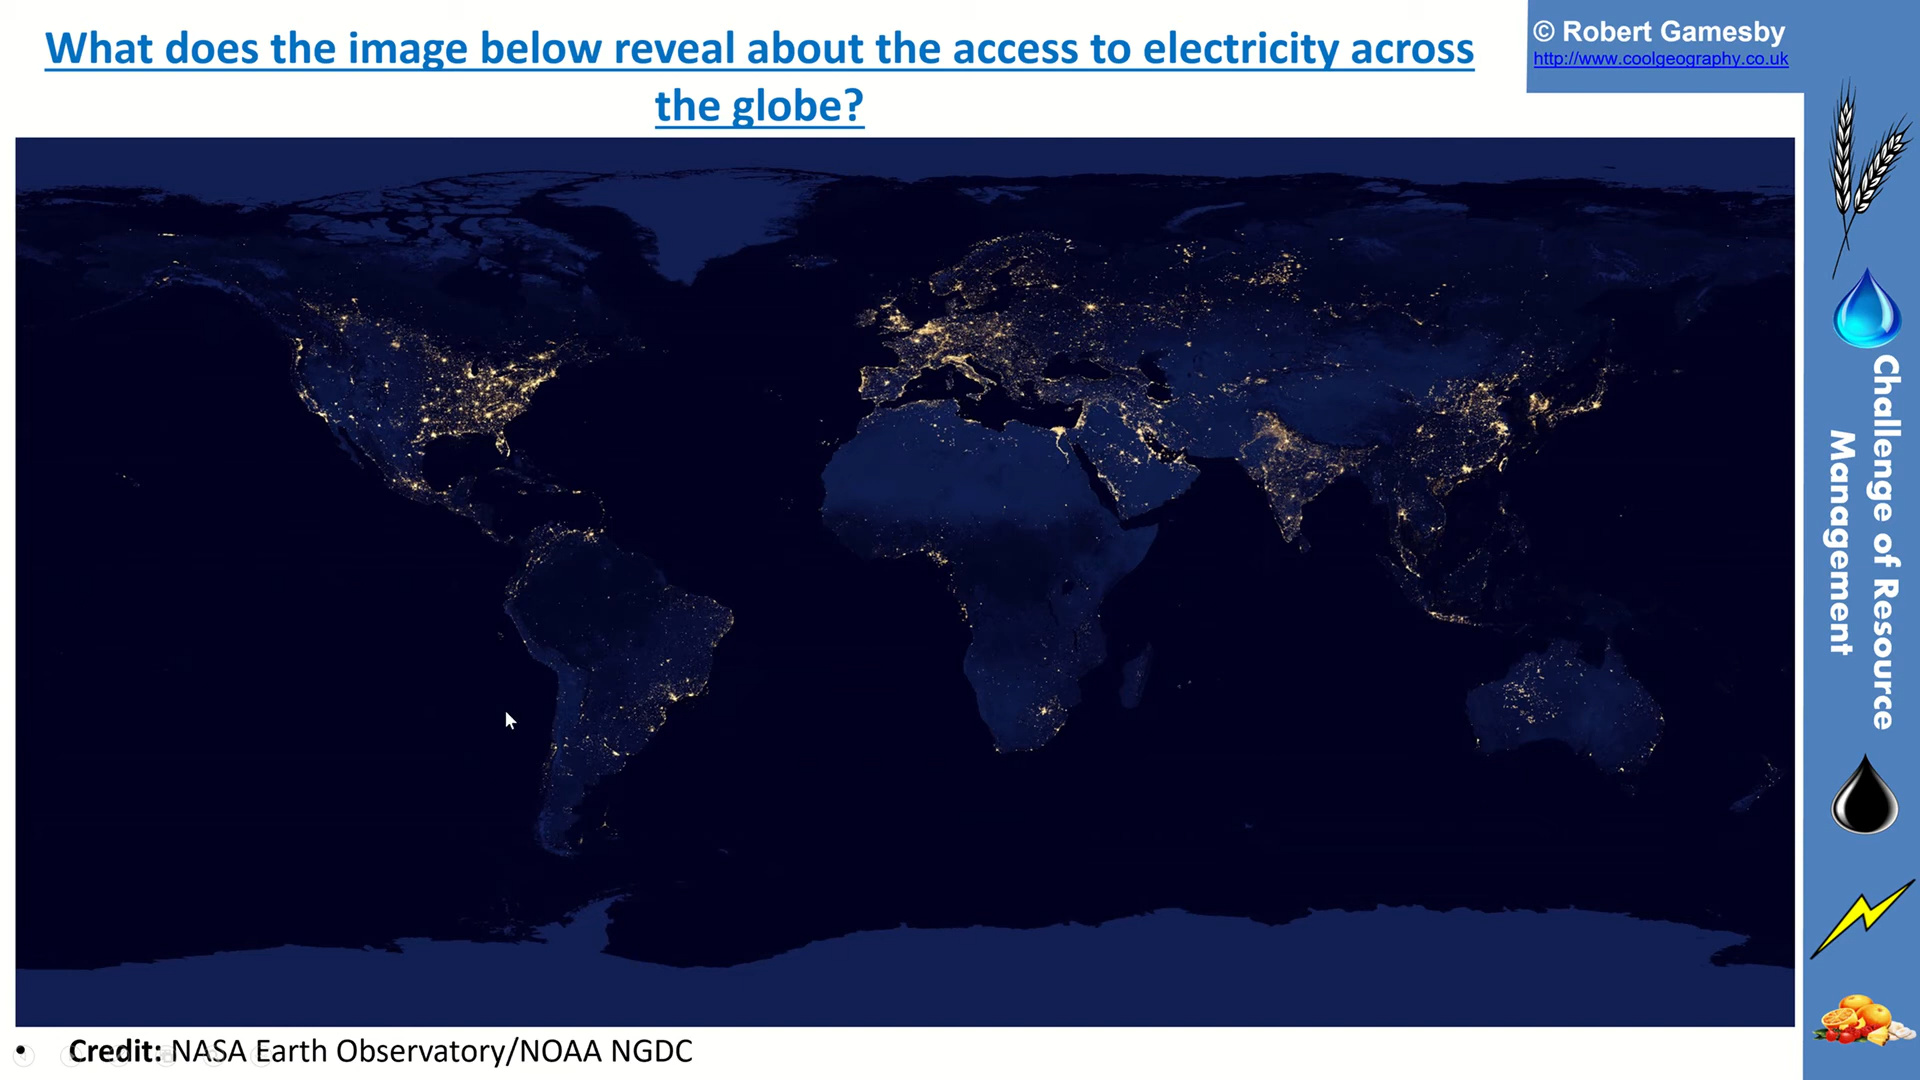 What does the image below reveal about the access to electricity across
the globe?
© Robert Gamesby
http://www.coolgeography.co.uk
Challenge of Resource
Management
• Credit: NASA Earth Observatory/NOAA NGDC